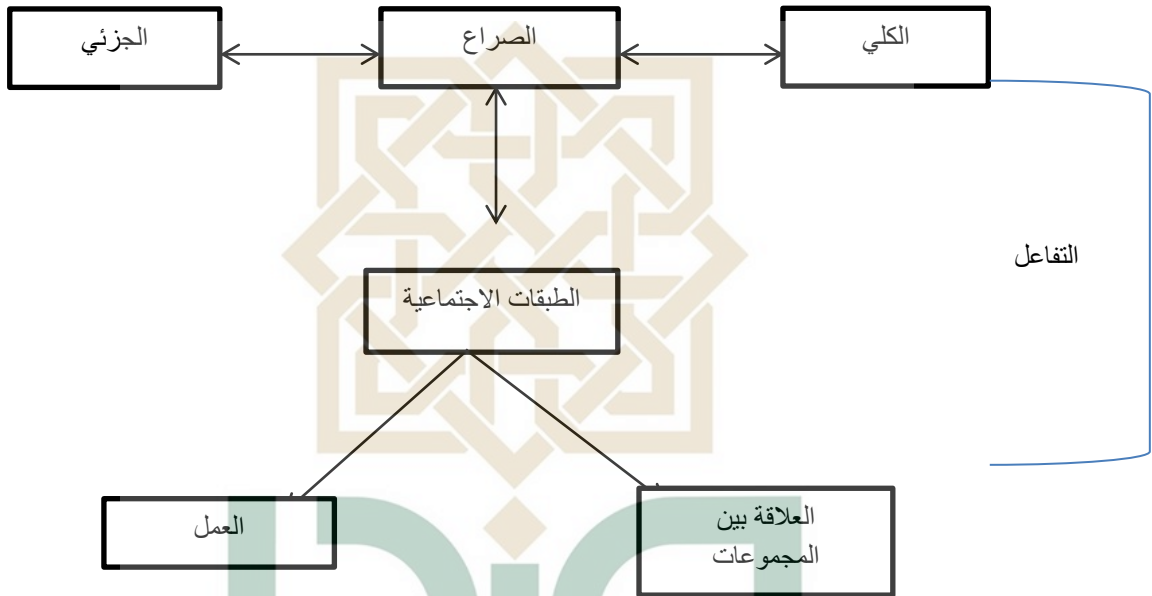 الكلي
الصراع
الجزئي
التفاعل
الطبقات الاجتماعية
العلاقة بين
المجموعات
العمل